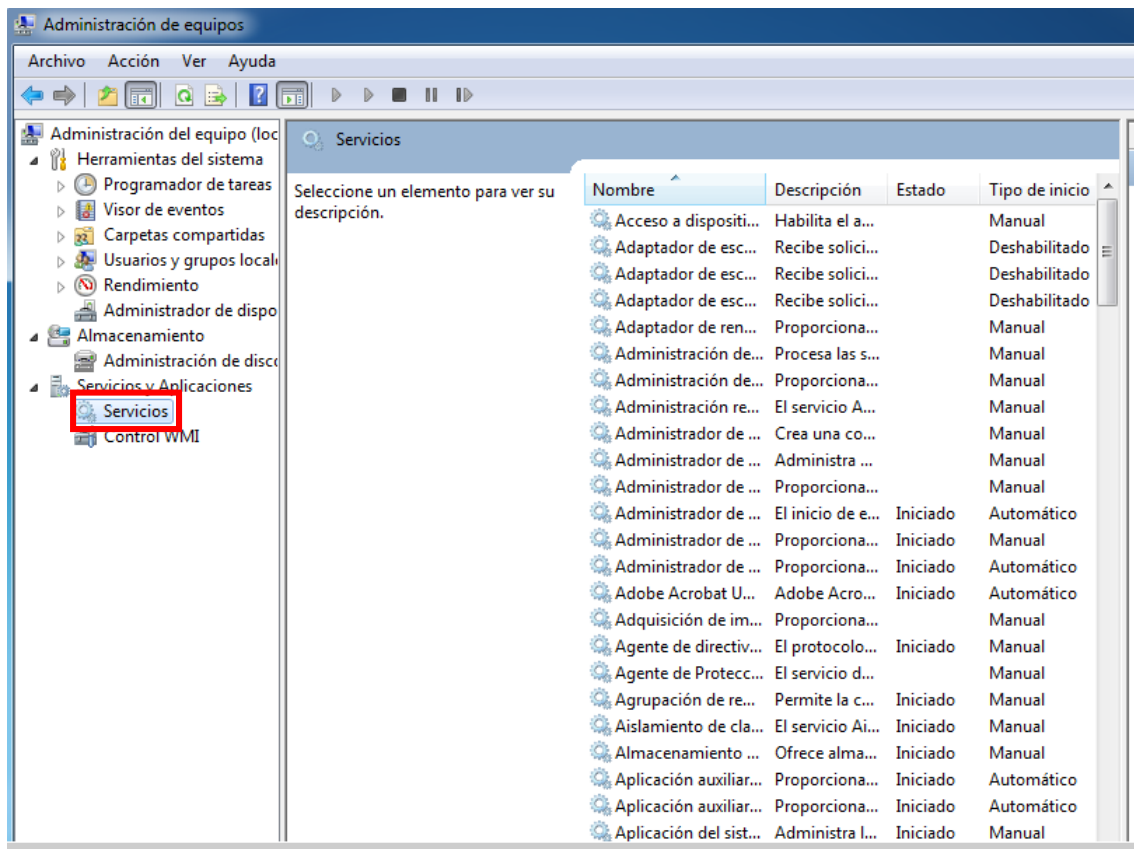 Administración de equipos
Archivo Acción Ver Ayuda
Administración del equipo (loc
Herramientas del sistema
Programador de tareas
Visor de eventos
Carpetas compartidas
Usuarios y grupos locale
Rendimiento
Administrador de dispo
Almacenamiento
Administración de disco
Servicios y Aplicaciones
Servicios
Control WMI
Servicios
Seleccione un elemento para ver su
descripción.
Nombre Descripción Estado Tipo de inicio
Acceso a dispositi... Habilita el a... Manual
Adaptador de esc... Recibe solici... Deshabilitado
Adaptador de esc... Recibe solici... Deshabilitado
Adaptador de esc... Recibe solici... Deshabilitado
Adaptador de ren... Proporciona... Manual
Administración de... Procesa las s... Manual
Administración de... Proporciona... Manual
Administración re... El servicio A... Manual
Administrador de ... Crea una co... Manual
Administrador de ... Administra ... Manual
Administrador de ... Proporciona... Manual
Administrador de ... El inicio de e... Iniciado Automático
Administrador de ... Proporciona... Iniciado Manual
Administrador de ... Proporciona... Iniciado Automático
Adobe Acrobat U... Adobe Acro... Iniciado Automático
Adquisición de im... Proporciona... Manual
Agente de directiv... El protocolo... Iniciado Manual
Agente de Protecc... El servicio d... Manual
Agrupación de re... Permite la c... Iniciado Manual
Aislamiento de cla... El servicio Ai... Iniciado Manual
Almacenamiento ... Ofrece alma... Iniciado Manual
Aplicación auxiliar... Proporciona... Iniciado Automático
Aplicación auxiliar... Proporciona... Iniciado Automático
Aplicación del sist... Administra l... Iniciado Manual